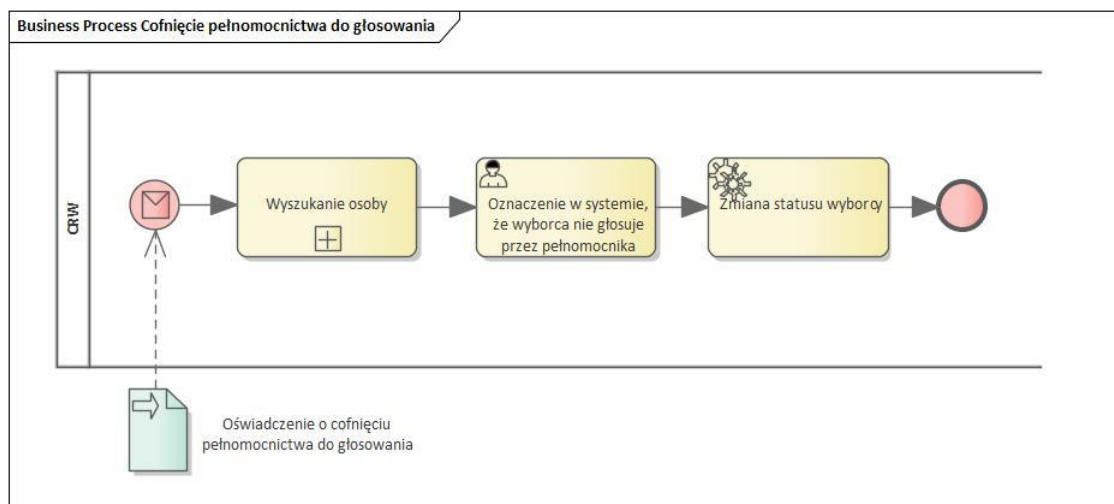 Business Process Cofnięcie pełnomocnictwa do głosowania
CRW
Wyszukanie osoby
Oznaczenie w systemie,
że wyborca nie głosuje
przez pełnomocnika
Zmiana statusu wyborcy
Oświadczenie o cofnięciu
pełnomocnictwa do głosowania